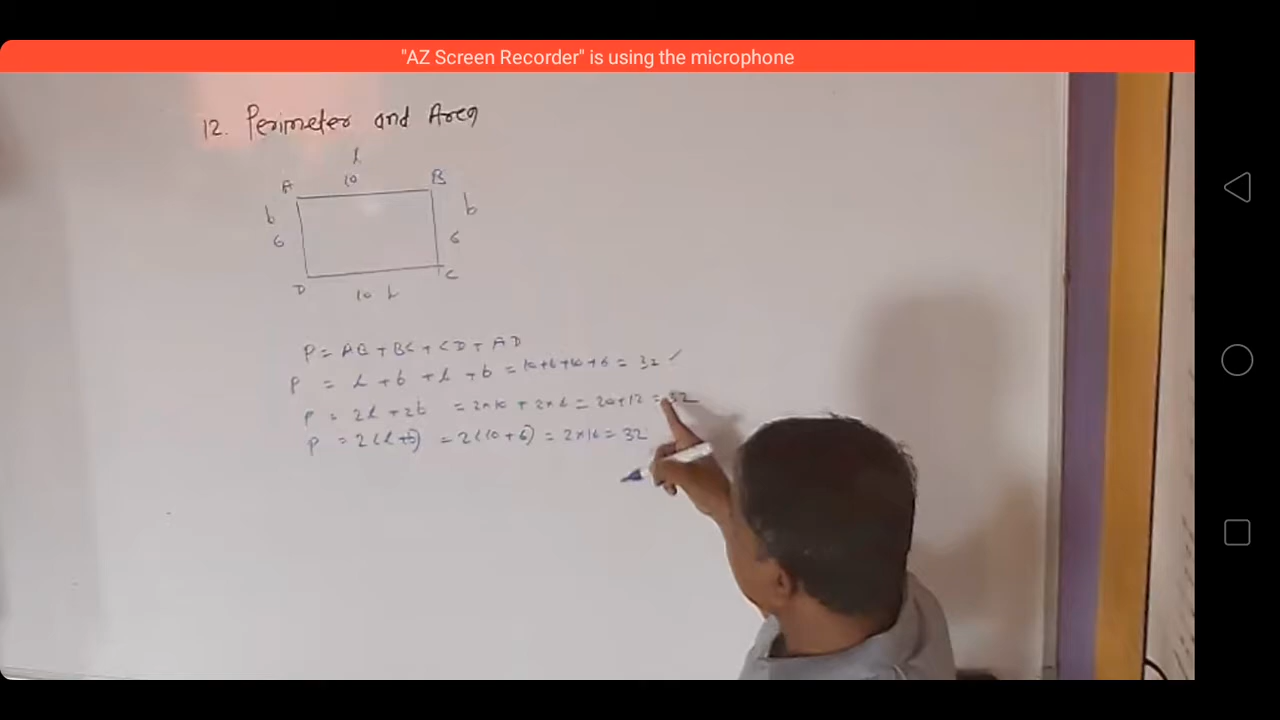 "AZ Screen Recorder" is using the microphone
12. Perimeter and Area
l
A 10 B
b b
6 6
D 10 l C
P = AB + BC + CD + AD
P = l + b + l + b = 10+6+10+6 = 32 ✓
P = 2l + 2b = 2×10 + 2×6 = 20+12 = 32
P = 2(l+b) = 2(10+6) = 2×16 = 32